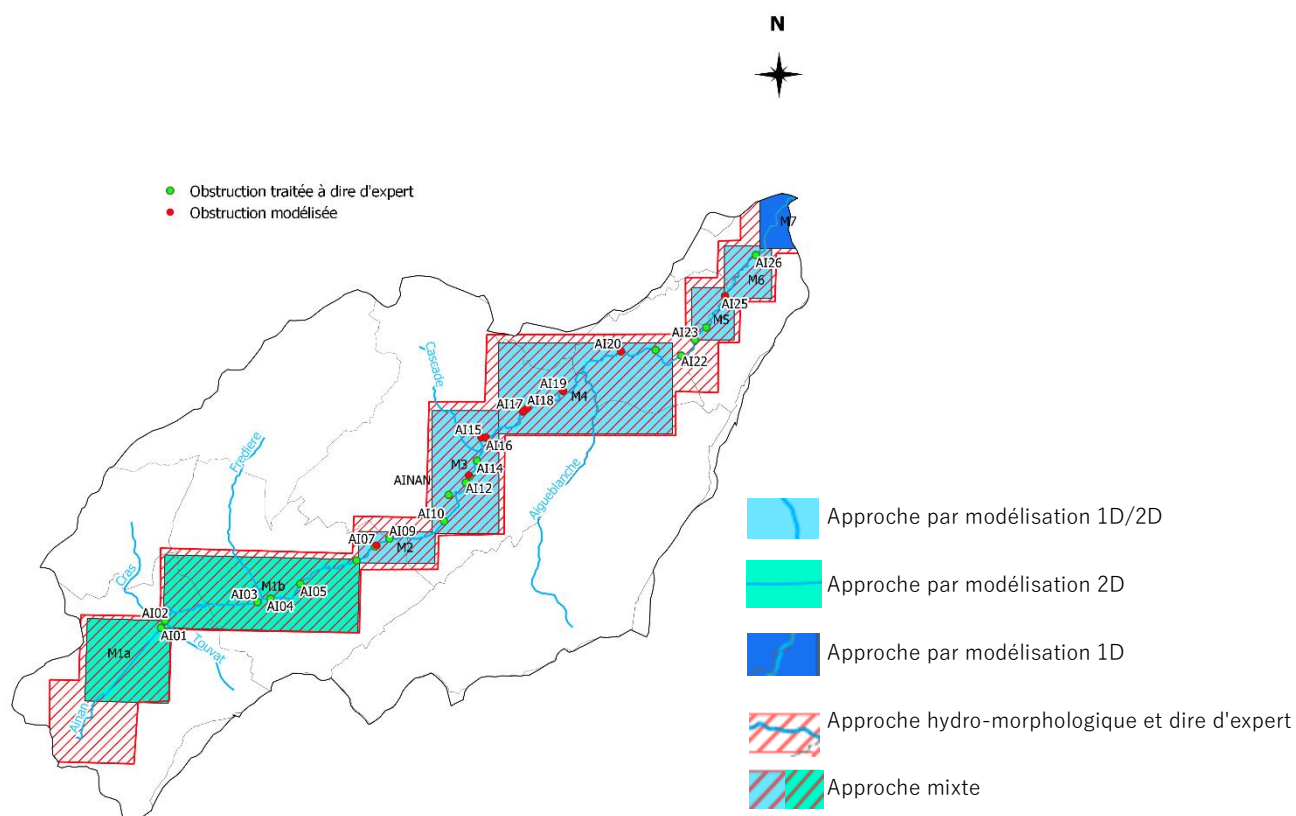 N
Obstruction traitée à dire d'expert
Obstruction modélisée
M7
AI26
M6
AI25
M5
AI23
AI20
AI22
Cascade
AI19
M4
AI18
AI17
AI15
AI16
Frediere
M3
AI14
AINAN
AI12
Aigueblanche
AI10
AI09
AI07
M2
Cras
M1b
AI05
AI03
AI04
AI02
AI01
Touvat
M1a
Ainan
Approche par modélisation 1D/2D
Approche par modélisation 2D
Approche par modélisation 1D
Approche hydro-morphologique et dire d'expert
Approche mixte